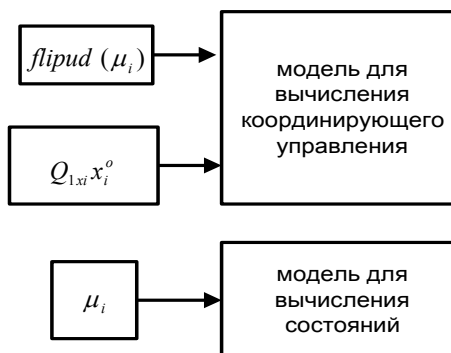 flipud (μ_i)
модель для
вычисления
координирующего
управления
Q_{1xi} x_i^o
μ_i
модель для
вычисления
состояний